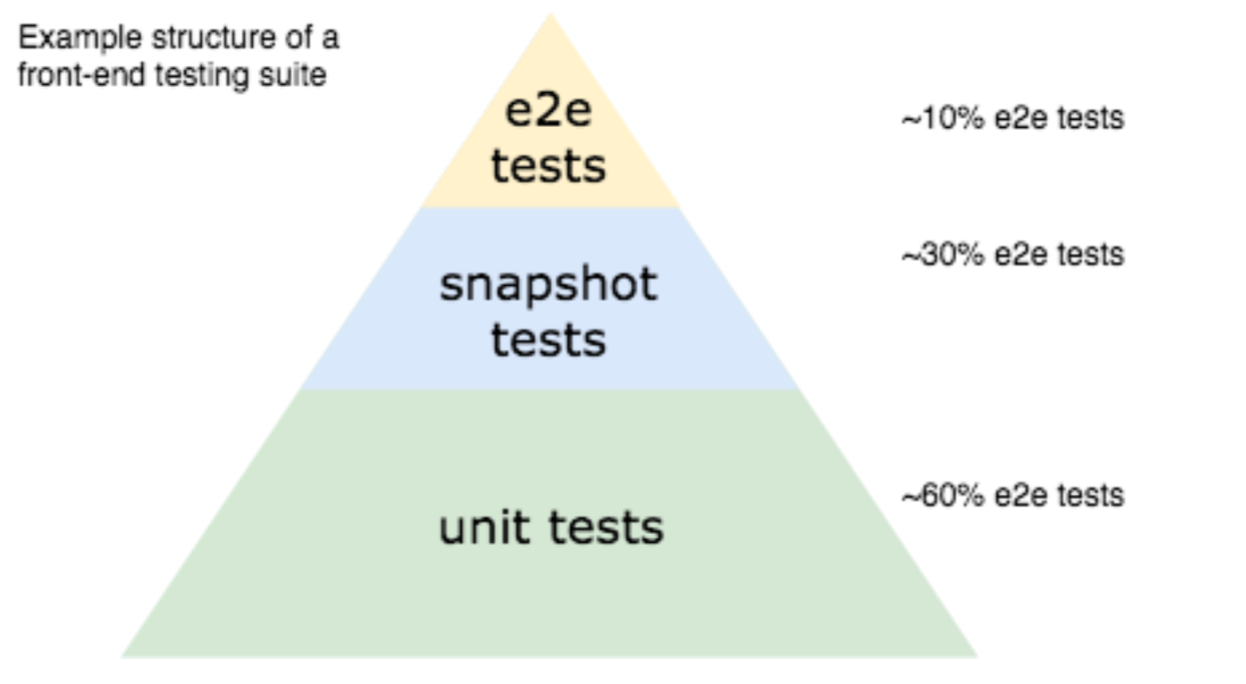 Example structure of a
front-end testing suite
e2e
tests
~10% e2e tests
~30% e2e tests
snapshot
tests
~60% e2e tests
unit tests